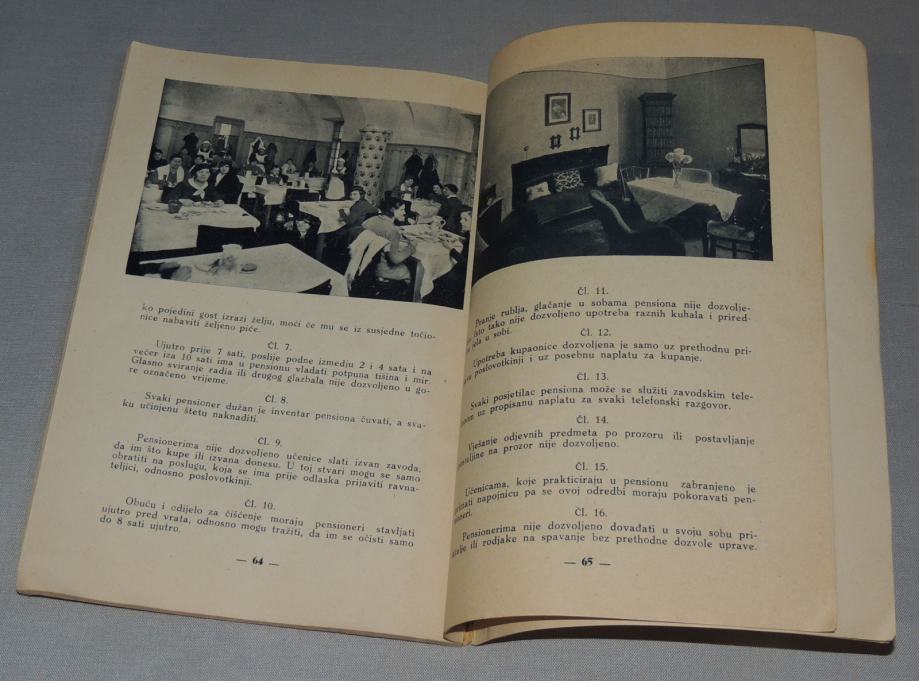 ko pojedini gost izrazi želju, moći će mu se iz susjedne točio-
nice nabaviti željeno piće.
Čl. 7.
Ujutro prije 7 sati, poslije podne izmedju 2 i 4 sata i na
večer iza 10 sati ima u pensionu vladati potpuna tišina i mir.
Glasno sviranje radia ili drugog glazbala nije dozvoljeno u go-
re označeno vrijeme.
Čl. 8.
Svaki pensioner dužan je inventar pensiona čuvati, a sva-
ku učinjenu štetu naknaditi.
Čl. 9.
Pensionerima nije dozvoljeno učenice slati izvan zavoda,
da im što kupe ili izvana donesu. U toj stvari mogu se samo
obratiti na poslugu, koja se ima prije odlaska prijaviti ravna-
teljici, odnosno poslovotkinji.
Čl. 10.
Obuću i odijelo za čišćenje moraju pensioneri stavljati
ujutro pred vrata, odnosno mogu tražiti, da im se očisti samo
do 8 sati ujutro.
— 64 —
Čl. 11.
Pranje rublja, glačanje u sobama pensiona nije dozvolje-
tako nije dozvoljeno upotreba raznih kuhala i prired-
u sobi.
Čl. 12.
Upotreba kupaonice dozvoljena je samo uz prethodnu pri-
poslovotkinji i uz posebnu naplatu za kupanje.
Čl. 13.
Svaki posjetilac pensiona može se služiti zavodskim tele-
uz propisanu naplatu za svaki telefonski razgovor.
Čl. 14.
Vješanje odjevnih predmeta po prozoru ili postavljanje
na prozor nije dozvoljeno.
Čl. 15.
Učenicama, koje prakticiraju u pensionu zabranjeno je
napojnicu pa se ovoj odredbi moraju pokoravati pen-
Čl. 16.
Pensionerima nije dozvoljeno dovađati u svoju sobu pri-
ili rodjake na spavanje bez prethodne dozvole uprave.
— 65 —